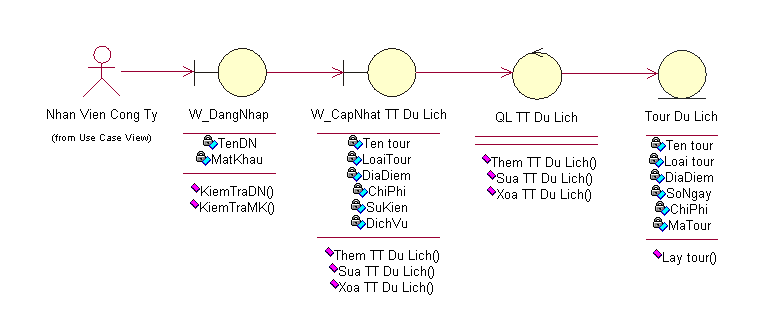 Nhan Vien Cong Ty
(from Use Case View)
W_DangNhap
TenDN
MatKhau
KiemTraDN()
KiemTraMK()
W_CapNhat TT Du Lich
Ten tour
LoaiTour
DiaDiem
ChiPhi
SuKien
DichVu
Them TT Du Lich()
Sua TT Du Lich()
Xoa TT Du Lich()
QL TT Du Lich
Them TT Du Lich()
Sua TT Du Lich()
Xoa TT Du Lich()
Tour Du Lich
Ten tour
Loai tour
DiaDiem
SoNgay
ChiPhi
MaTour
Lay tour()